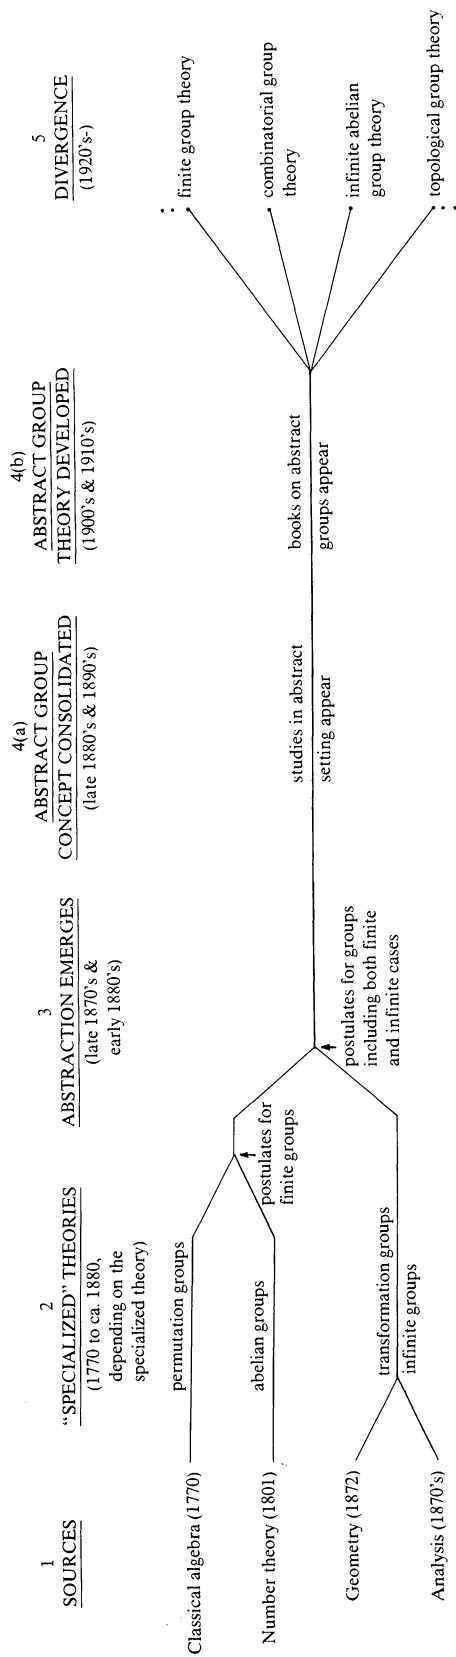 1
SOURCES
Classical algebra (1770)
Number theory (1801)
Geometry (1872)
Analysis (1870's)
2
“SPECIALIZED” THEORIES
(1770 to ca. 1880,
depending on the
specialized theory)
permutation groups
abelian groups
transformation groups
infinite groups
3
ABSTRACTION EMERGES
(late 1870's &
early 1880's)
postulates for
finite groups
postulates for groups
including both finite
and infinite cases
4(a)
ABSTRACT GROUP
CONCEPT CONSOLIDATED
(late 1880's & 1890's)
studies in abstract
setting appear
4(b)
ABSTRACT GROUP
THEORY DEVELOPED
(1900's & 1910's)
books on abstract
groups appear
5
DIVERGENCE
(1920's-)
finite group theory
combinatorial group
theory
infinite abelian
group theory
topological group theory